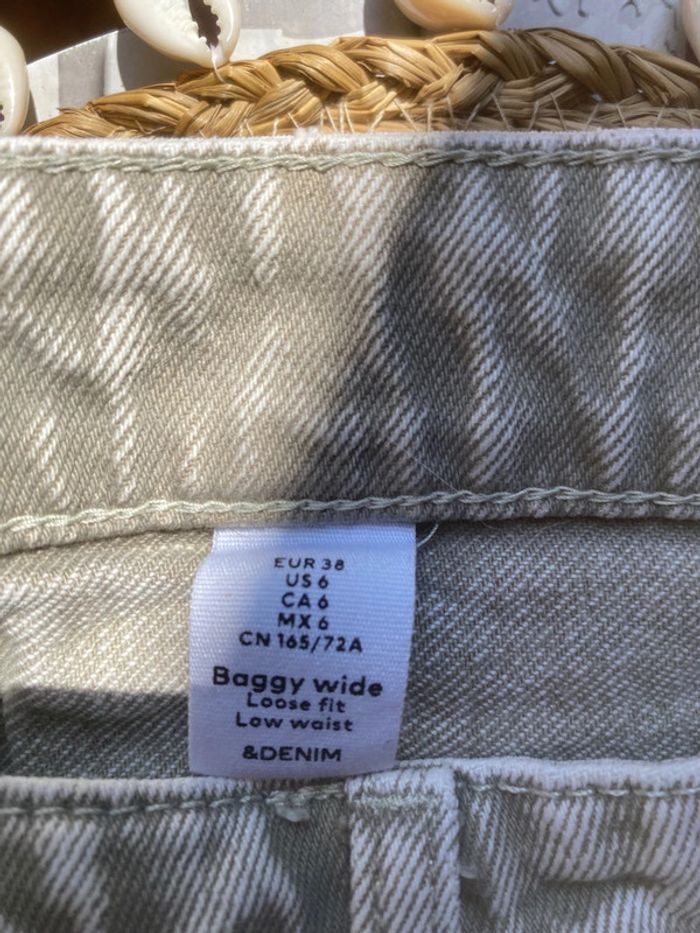 EUR 38
US 6
CA 6
MX 6
CN 165/72A
Baggy wide
Loose fit
Low waist
&DENIM